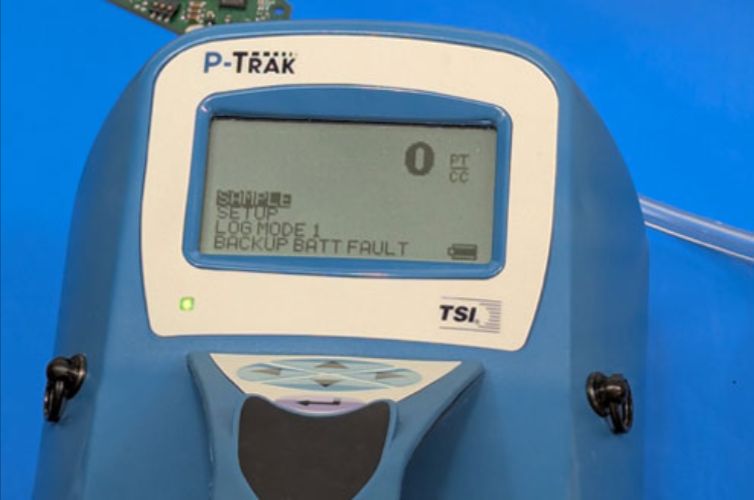 P-TRAK
0 PT/CC
SAMPLE
SETUP
LOG MODE 1
BACKUP BATT FAULT
TSI